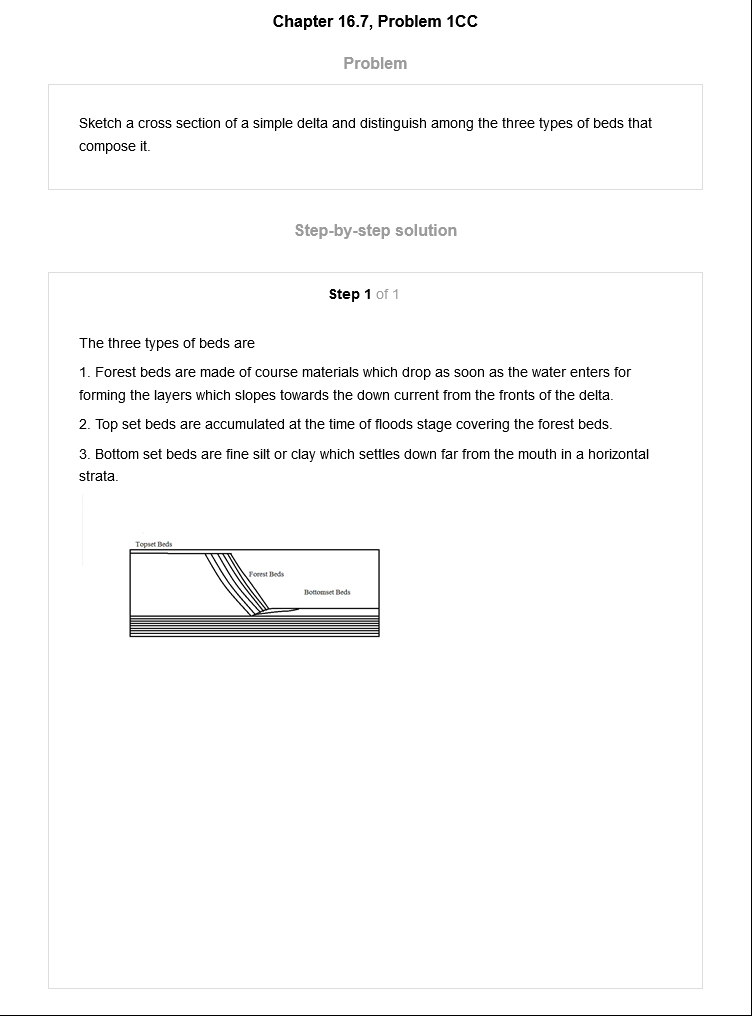 Chapter 16.7, Problem 1CC
Problem
Sketch a cross section of a simple delta and distinguish among the three types of beds that
compose it.
Step-by-step solution
Step 1 of 1
The three types of beds are
1. Forest beds are made of course materials which drop as soon as the water enters for
forming the layers which slopes towards the down current from the fronts of the delta.
2. Top set beds are accumulated at the time of floods stage covering the forest beds.
3. Bottom set beds are fine silt or clay which settles down far from the mouth in a horizontal
strata.
Topset Beds
Forest Beds
Bottomset Beds